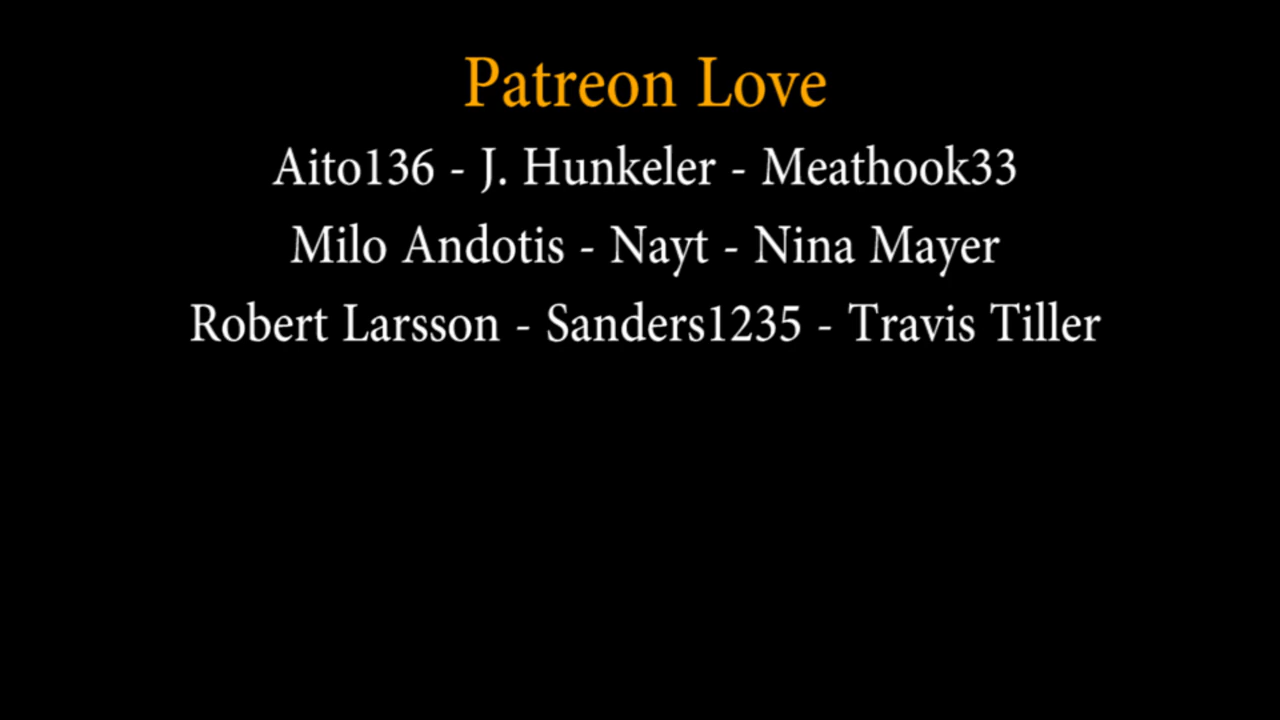 Patreon Love
Aito136 - J. Hunkeler - Meathook33
Milo Andotis - Nayt - Nina Mayer
Robert Larsson - Sanders1235 - Travis Tiller